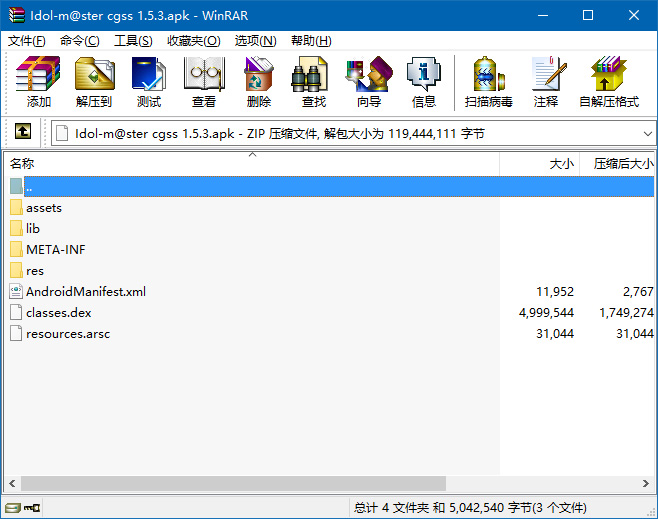 Idol-m@ster cgss 1.5.3.apk - WinRAR
文件(F) 命令(C) 工具(S) 收藏夹(O) 选项(N) 帮助(H)
添加 解压到 测试 查看 删除 查找 向导 信息 扫描病毒 注释 自解压格式
Idol-m@ster cgss 1.5.3.apk - ZIP 压缩文件, 解包大小为 119,444,111 字节
名称 大小 压缩后大小
..
assets
lib
META-INF
res
AndroidManifest.xml 11,952 2,767
classes.dex 4,999,544 1,749,274
resources.arsc 31,044 31,044
总计 4 文件夹 和 5,042,540 字节(3 个文件)